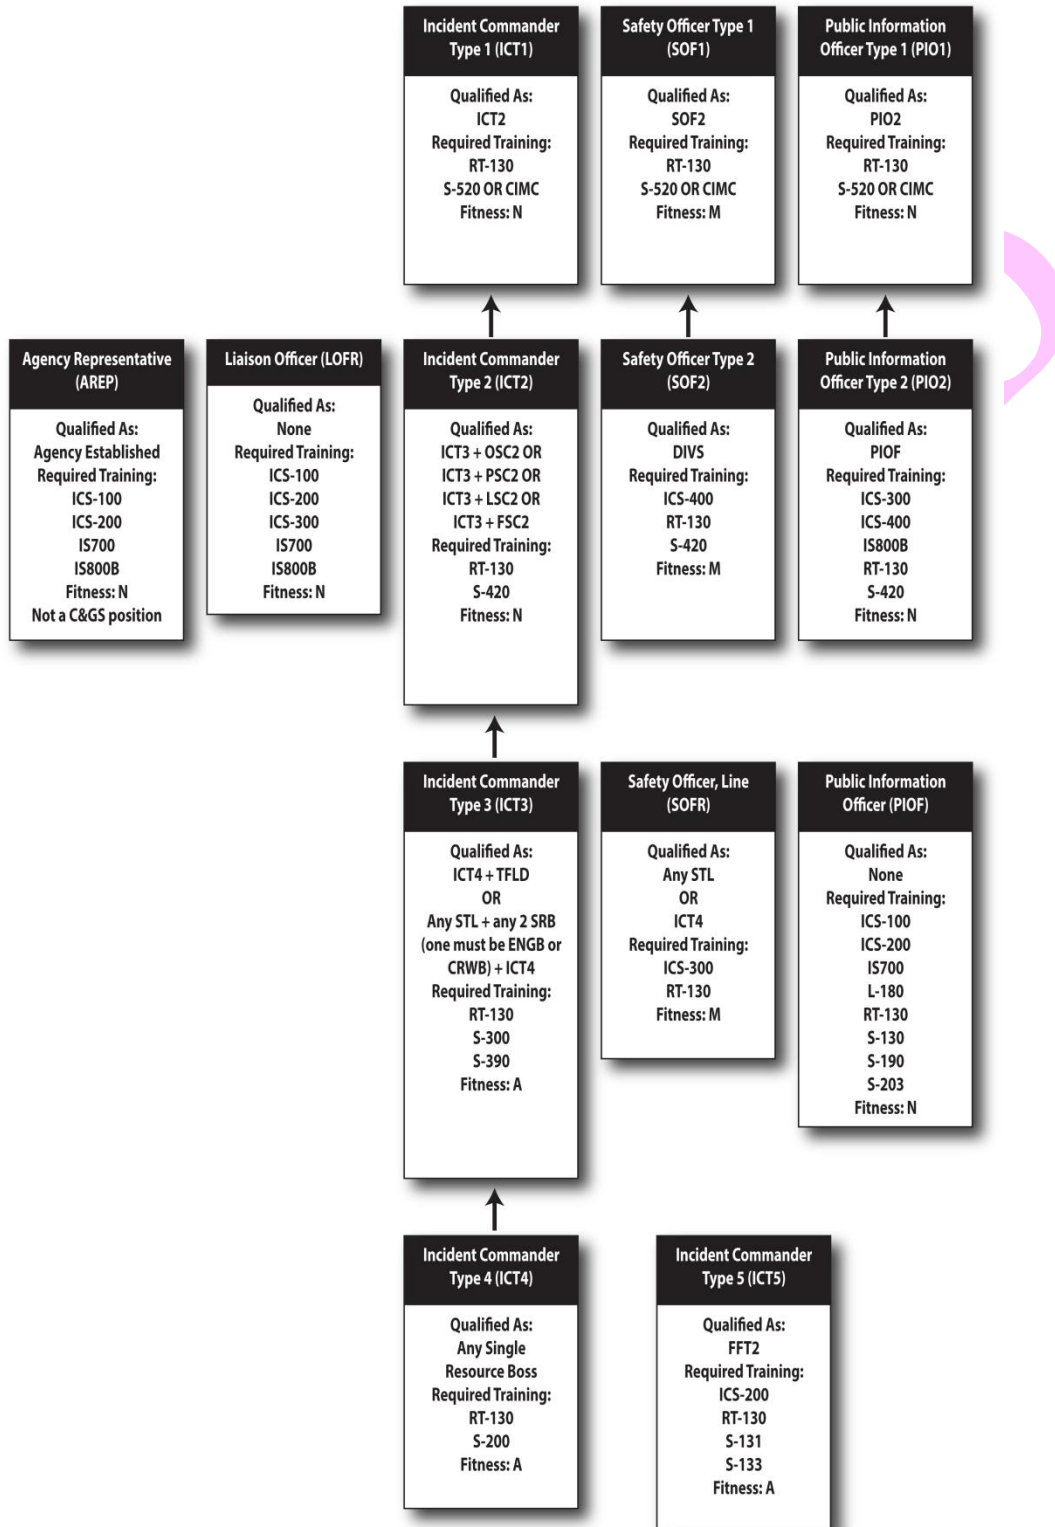 Incident Commander
Type 1 (ICT1)
Qualified As:
ICT2
Required Training:
RT-130
S-520 OR CIMC
Fitness: N
Safety Officer Type 1
(SOF1)
Qualified As:
SOF2
Required Training:
RT-130
S-520 OR CIMC
Fitness: M
Public Information
Officer Type 1 (PIO1)
Qualified As:
PIO2
Required Training:
RT-130
S-520 OR CIMC
Fitness: N
Agency Representative
(AREP)
Qualified As:
Agency Established
Required Training:
ICS-100
ICS-200
IS700
IS800B
Fitness: N
Not a C&GS position
Liaison Officer (LOFR)
Qualified As:
None
Required Training:
ICS-100
ICS-200
ICS-300
IS700
IS800B
Fitness: N
Incident Commander
Type 2 (ICT2)
Qualified As:
ICT3 + OSC2 OR
ICT3 + PSC2 OR
ICT3 + LSC2 OR
ICT3 + FSC2
Required Training:
RT-130
S-420
Fitness: N
Safety Officer Type 2
(SOF2)
Qualified As:
DIVS
Required Training:
ICS-400
RT-130
S-420
Fitness: M
Public Information
Officer Type 2 (PIO2)
Qualified As:
PIOF
Required Training:
ICS-300
ICS-400
IS800B
RT-130
S-420
Fitness: N
Incident Commander
Type 3 (ICT3)
Qualified As:
ICT4 + TFLD
OR
Any STL + any 2 SRB
(one must be ENGB or
CRWB) + ICT4
Required Training:
RT-130
S-300
S-390
Fitness: A
Safety Officer, Line
(SOFR)
Qualified As:
Any STL
OR
ICT4
Required Training:
ICS-300
RT-130
Fitness: M
Public Information
Officer (PIOF)
Qualified As:
None
Required Training:
ICS-100
ICS-200
IS700
L-180
RT-130
S-130
S-190
S-203
Fitness: N
Incident Commander
Type 4 (ICT4)
Qualified As:
Any Single
Resource Boss
Required Training:
RT-130
S-200
Fitness: A
Incident Commander
Type 5 (ICT5)
Qualified As:
FFT2
Required Training:
ICS-200
RT-130
S-131
S-133
Fitness: A